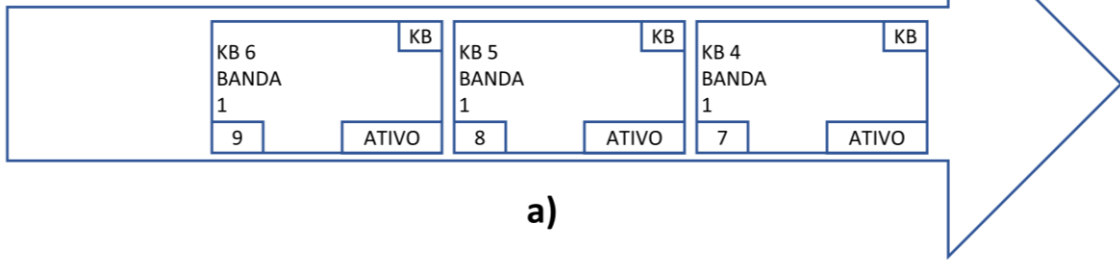 KB
KB 6
BANDA
1
9
ATIVO
KB
KB 5
BANDA
1
8
ATIVO
KB
KB 4
BANDA
1
7
ATIVO
a)